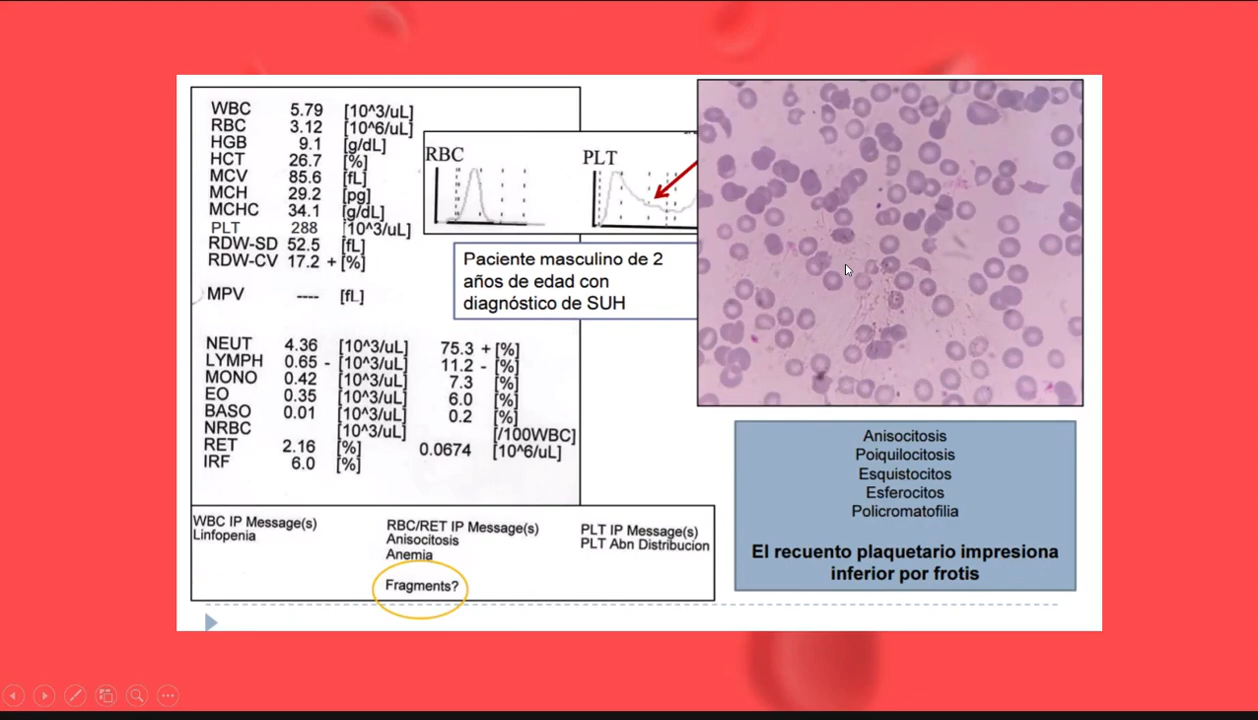 WBC 5.79 [10^3/uL]
RBC 3.12 [10^6/uL]
HGB 9.1 [g/dL]
HCT 26.7 [%]
MCV 85.6 [fL]
MCH 29.2 [pg]
MCHC 34.1 [g/dL]
PLT 288 [10^3/uL]
RDW-SD 52.5 [fL]
RDW-CV 17.2 + [%]
MPV ---- [fL]
NEUT 4.36 [10^3/uL] 75.3 + [%]
LYMPH 0.65 - [10^3/uL] 11.2 - [%]
MONO 0.42 [10^3/uL] 7.3 [%]
EO 0.35 [10^3/uL] 6.0 [%]
BASO 0.01 [10^3/uL] 0.2 [%]
NRBC [10^3/uL] [/100WBC]
RET 2.16 [%] 0.0674 [10^6/uL]
IRF 6.0 [%]
RBC
PLT
Paciente masculino de 2
años de edad con
diagnóstico de SUH
WBC IP Message(s)
Linfopenia
RBC/RET IP Message(s)
Anisocitosis
Anemia
Fragments?
PLT IP Message(s)
PLT Abn Distribucion
Anisocitosis
Poiquilocitosis
Esquistocitos
Esferocitos
Policromatofilia
El recuento plaquetario impresiona
inferior por frotis